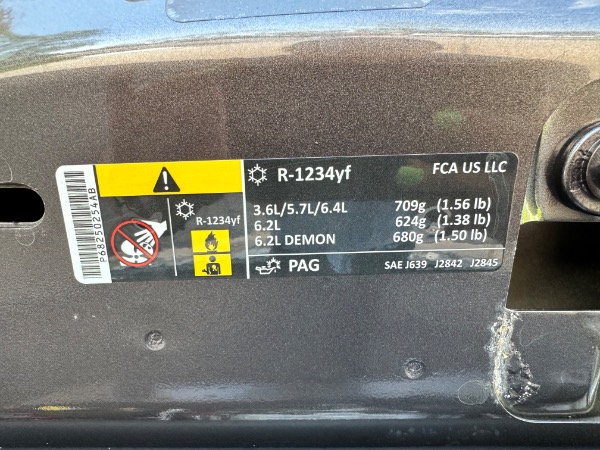 R-1234yf FCA US LLC
R-1234yf
3.6L/5.7L/6.4L 709g (1.56 lb)
6.2L 624g (1.38 lb)
6.2L DEMON 680g (1.50 lb)
PAG SAE J639 J2842 J2845
P68250254AB